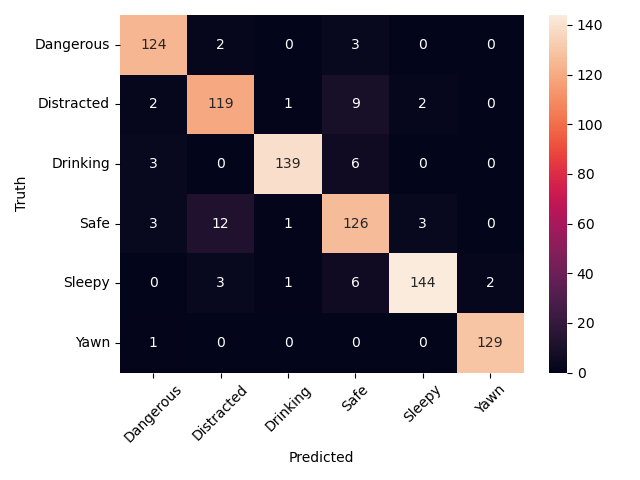 Truth
Dangerous 124 2 0 3 0 0
Distracted 2 119 1 9 2 0
Drinking 3 0 139 6 0 0
Safe 3 12 1 126 3 0
Sleepy 0 3 1 6 144 2
Yawn 1 0 0 0 0 129
Dangerous Distracted Drinking Safe Sleepy Yawn
Predicted
140
120
100
80
60
40
20
0